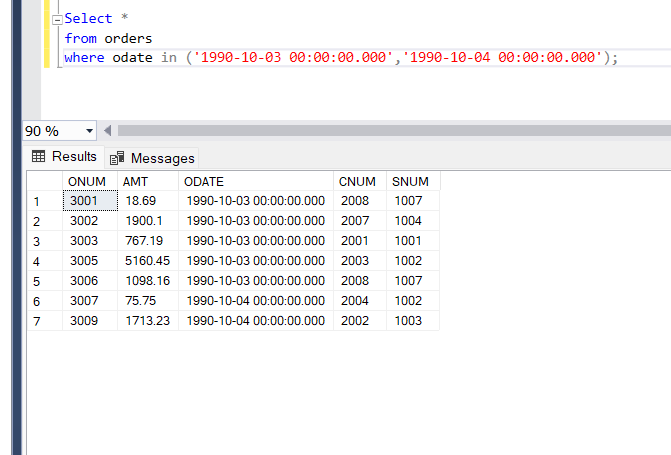 Select *
from orders
where odate in ('1990-10-03 00:00:00.000','1990-10-04 00:00:00.000');
90 %
Results Messages
ONUM AMT ODATE CNUM SNUM
1 3001 18.69 1990-10-03 00:00:00.000 2008 1007
2 3002 1900.1 1990-10-03 00:00:00.000 2007 1004
3 3003 767.19 1990-10-03 00:00:00.000 2001 1001
4 3005 5160.45 1990-10-03 00:00:00.000 2003 1002
5 3006 1098.16 1990-10-03 00:00:00.000 2008 1007
6 3007 75.75 1990-10-04 00:00:00.000 2004 1002
7 3009 1713.23 1990-10-04 00:00:00.000 2002 1003